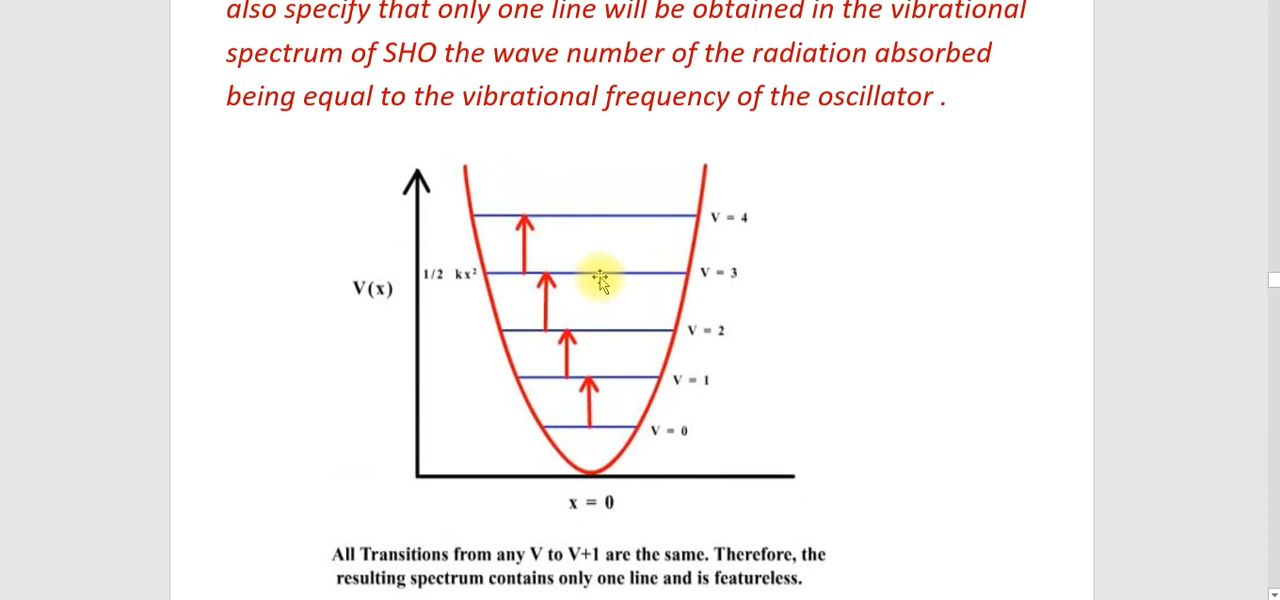 also specify that only one line will be obtained in the vibrational
spectrum of SHO the wave number of the radiation absorbed
being equal to the vibrational frequency of the oscillator .
V = 4
1/2 kx²
V = 3
V(x)
V = 2
V = 1
V = 0
x = 0
All Transitions from any V to V+1 are the same. Therefore, the
resulting spectrum contains only one line and is featureless.